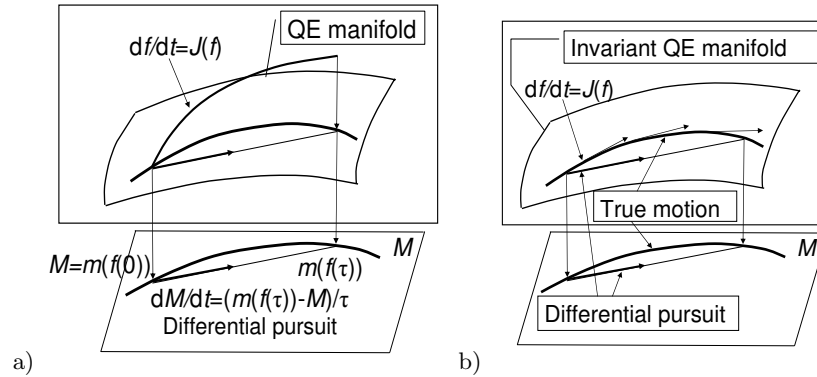 QE manifold
df/dt=J(f)
M=m(f(0))
m(f(τ))
M
dM/dt=(m(f(τ))-M)/τ
Differential pursuit
a)
Invariant QE manifold
df/dt=J(f)
True motion
M
Differential pursuit
b)